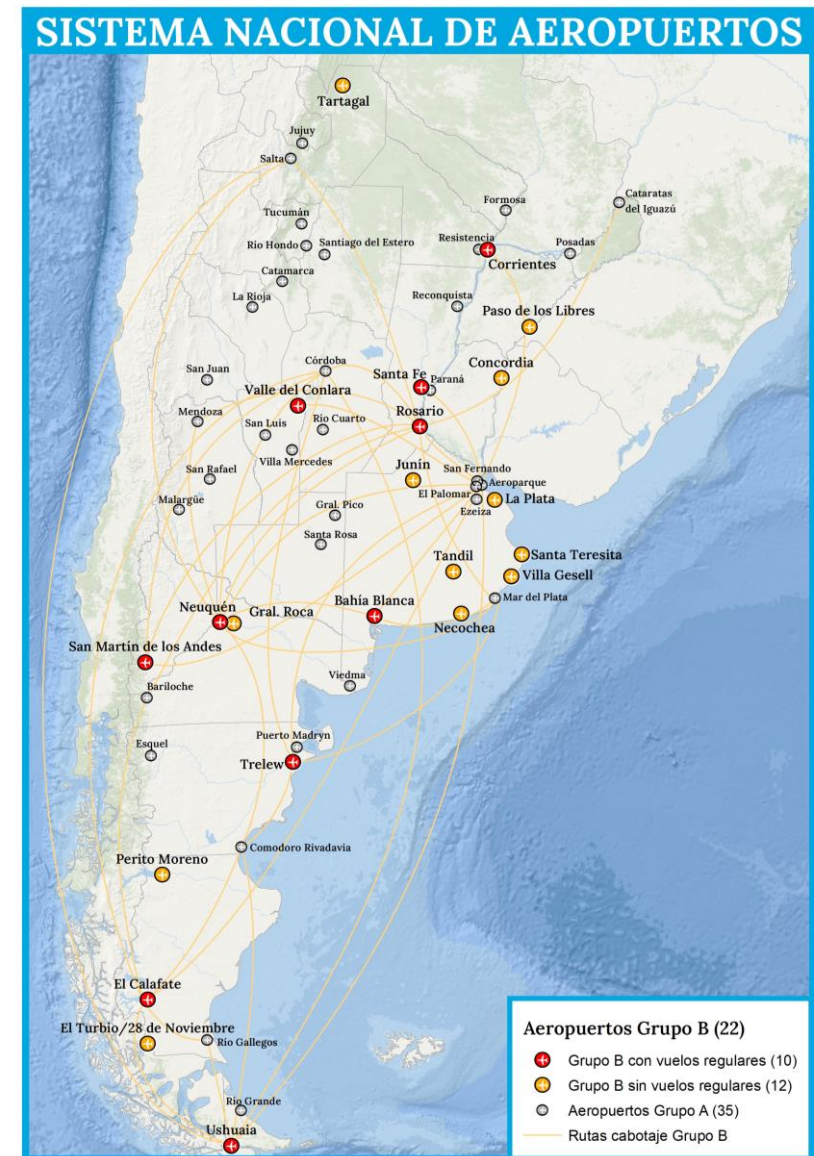 SISTEMA NACIONAL DE AEROPUERTOS
Tartagal
Jujuy
Salta
Formosa
Cataratas
del Iguazú
Tucumán
Río Hondo
Santiago del Estero
Resistencia
Corrientes
Posadas
Catamarca
La Rioja
Reconquista
Paso de los Libres
San Juan
Córdoba
Santa Fe
Paraná
Concordia
Valle del Conlara
Mendoza
San Luis
Río Cuarto
Rosario
Villa Mercedes
San Rafael
Junín
San Fernando
Aeroparque
El Palomar
La Plata
Ezeiza
Malargüe
Gral. Pico
Santa Rosa
Tandil
Santa Teresita
Villa Gesell
Mar del Plata
Neuquén
Gral. Roca
Bahía Blanca
Necochea
San Martín de los Andes
Bariloche
Viedma
Esquel
Puerto Madryn
Trelew
Comodoro Rivadavia
Perito Moreno
El Calafate
El Turbio/28 de Noviembre
Río Gallegos
Río Grande
Ushuaia
Aeropuertos Grupo B (22)
Grupo B con vuelos regulares (10)
Grupo B sin vuelos regulares (12)
Aeropuertos Grupo A (35)
Rutas cabotaje Grupo B